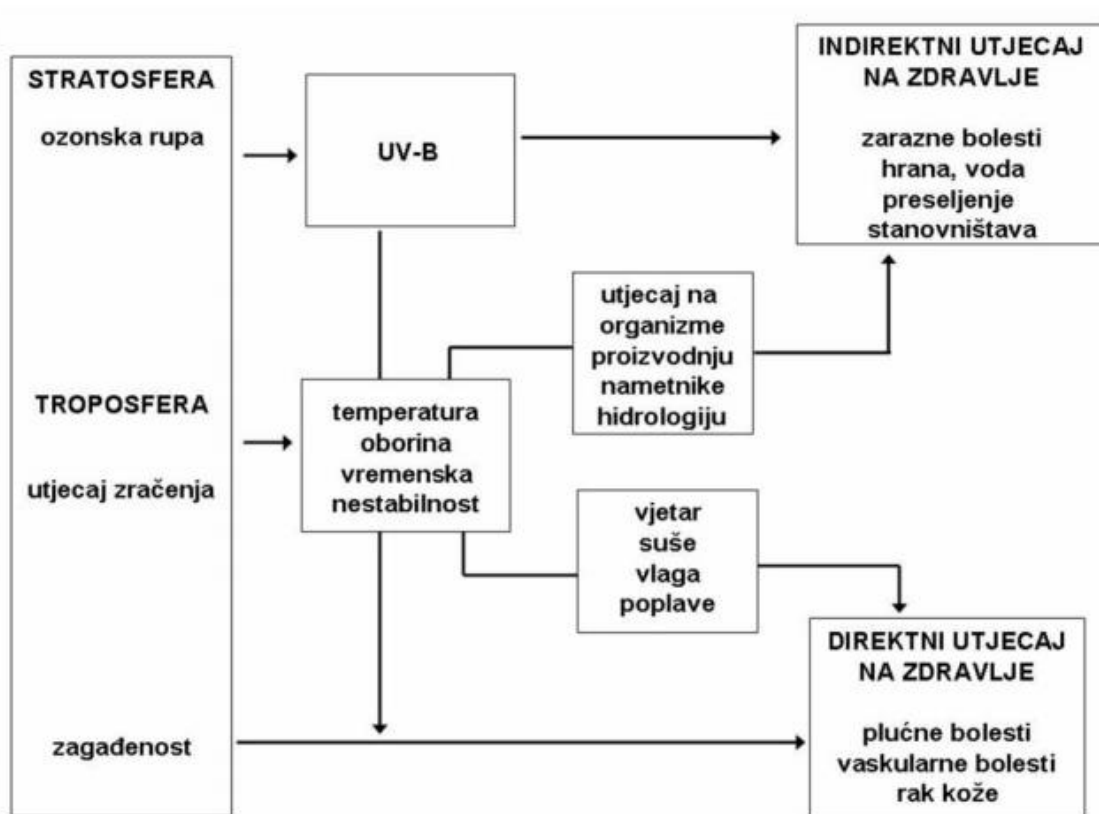 STRATOSFERA
ozonska rupa
TROPOSFERA
utjecaj zračenja
zagađenost
UV-B
temperatura
oborina
vremenska
nestabilnost
utjecaj na
organizme
proizvodnju
nametnike
hidrologiju
vjetar
suše
vlaga
poplave
INDIREKTNI UTJECAJ
NA ZDRAVLJE
zarazne bolesti
hrana, voda
preseljenje
stanovništava
DIREKTNI UTJECAJ
NA ZDRAVLJE
plućne bolesti
vaskularne bolesti
rak kože